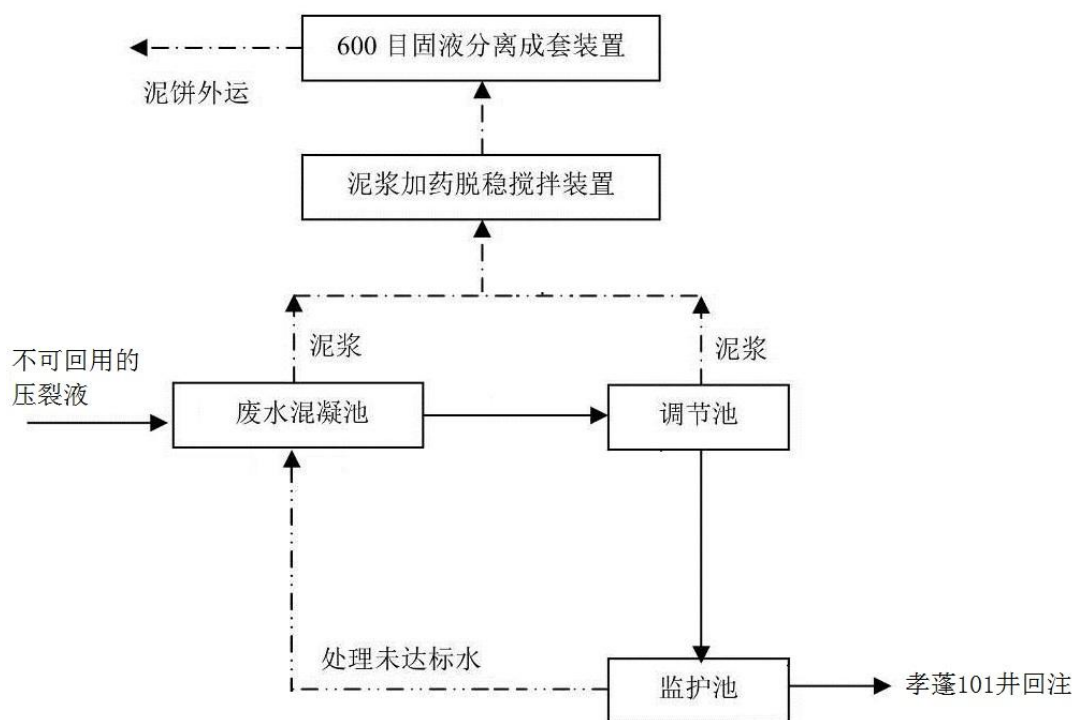 600目固液分离成套装置
泥饼外运
泥浆加药脱稳搅拌装置
泥浆
泥浆
不可回用的
压裂液
废水混凝池
调节池
处理未达标水
监护池
孝蓬101井回注